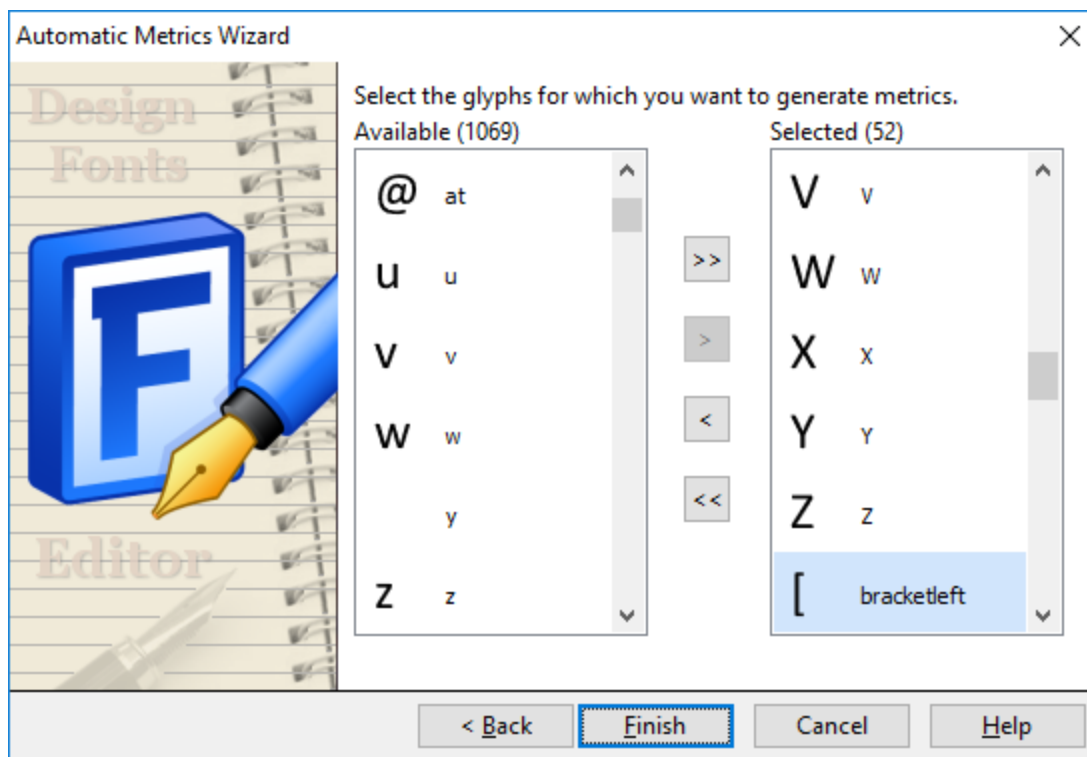 Automatic Metrics Wizard
Design
Fonts
F
Editor
Select the glyphs for which you want to generate metrics.
Available (1069)
@ at
u u
v v
w w
y
z z
>>
>
<
<<
Selected (52)
V V
W W
X X
Y Y
Z Z
[ bracketleft
< Back
Finish
Cancel
Help